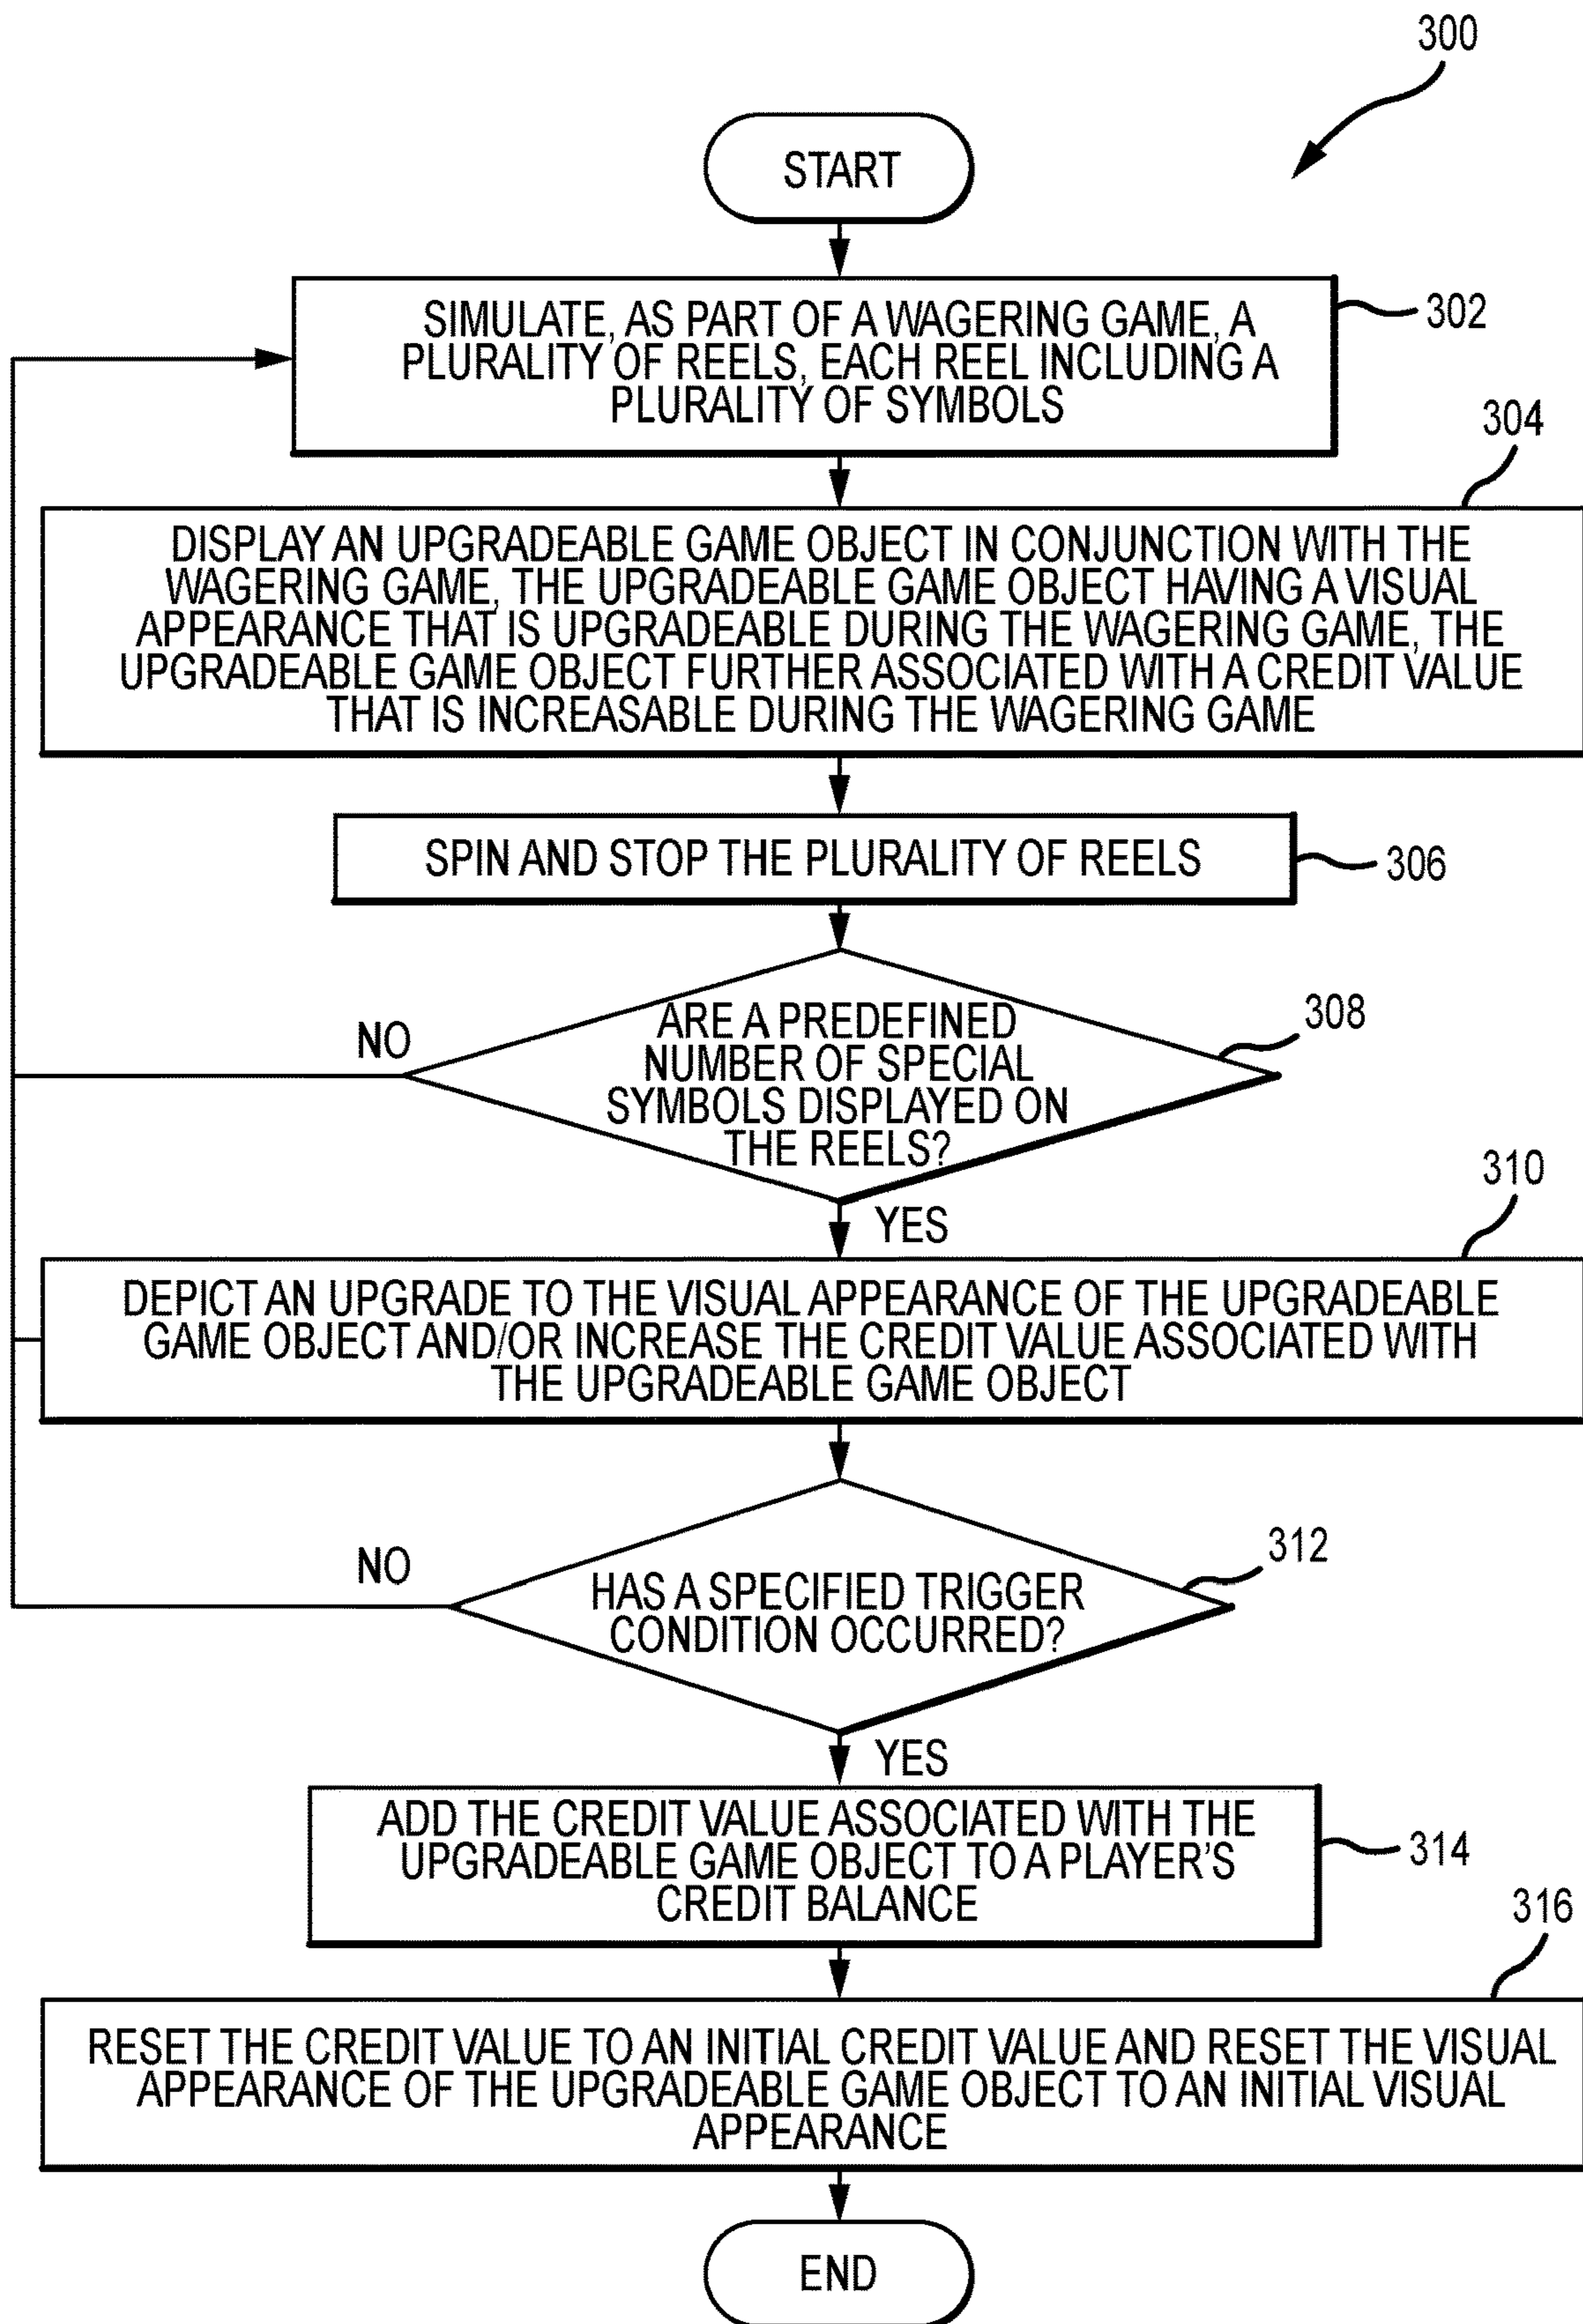 300
START
SIMULATE, AS PART OF A WAGERING GAME, A
PLURALITY OF REELS, EACH REEL INCLUDING A
PLURALITY OF SYMBOLS
302
304
DISPLAY AN UPGRADEABLE GAME OBJECT IN CONJUNCTION WITH THE
WAGERING GAME, THE UPGRADEABLE GAME OBJECT HAVING A VISUAL
APPEARANCE THAT IS UPGRADEABLE DURING THE WAGERING GAME, THE
UPGRADEABLE GAME OBJECT FURTHER ASSOCIATED WITH A CREDIT VALUE
THAT IS INCREASABLE DURING THE WAGERING GAME
SPIN AND STOP THE PLURALITY OF REELS
306
308
NO
ARE A PREDEFINED
NUMBER OF SPECIAL
SYMBOLS DISPLAYED ON
THE REELS?
310
YES
DEPICT AN UPGRADE TO THE VISUAL APPEARANCE OF THE UPGRADEABLE
GAME OBJECT AND/OR INCREASE THE CREDIT VALUE ASSOCIATED WITH
THE UPGRADEABLE GAME OBJECT
312
NO
HAS A SPECIFIED TRIGGER
CONDITION OCCURRED?
YES
ADD THE CREDIT VALUE ASSOCIATED WITH THE
UPGRADEABLE GAME OBJECT TO A PLAYER'S
CREDIT BALANCE
314
316
RESET THE CREDIT VALUE TO AN INITIAL CREDIT VALUE AND RESET THE VISUAL
APPEARANCE OF THE UPGRADEABLE GAME OBJECT TO AN INITIAL VISUAL
APPEARANCE
END